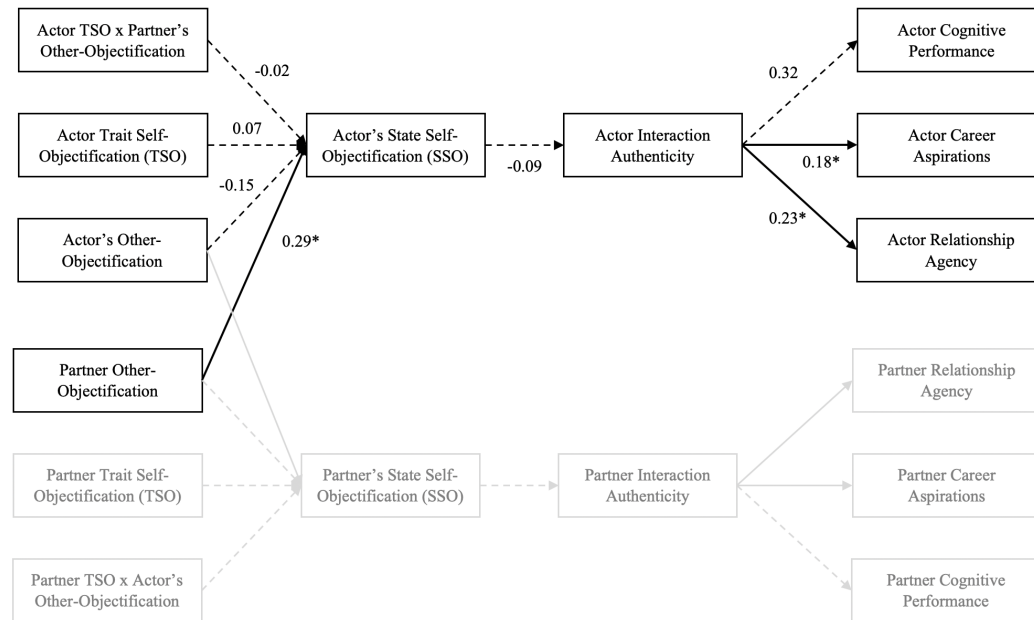 Actor TSO x Partner's
Other-Objectification
Actor Cognitive
Performance
-0.02
0.32
Actor Trait Self-
Objectification (TSO)
0.07
Actor's State Self-
Objectification (SSO)
-0.09
Actor Interaction
Authenticity
0.18*
Actor Career
Aspirations
-0.15
Actor's Other-
Objectification
0.29*
0.23*
Actor Relationship
Agency
Partner Other-
Objectification
Partner Relationship
Agency
Partner Trait Self-
Objectification (TSO)
Partner's State Self-
Objectification (SSO)
Partner Interaction
Authenticity
Partner Career
Aspirations
Partner TSO x Actor's
Other-Objectification
Partner Cognitive
Performance